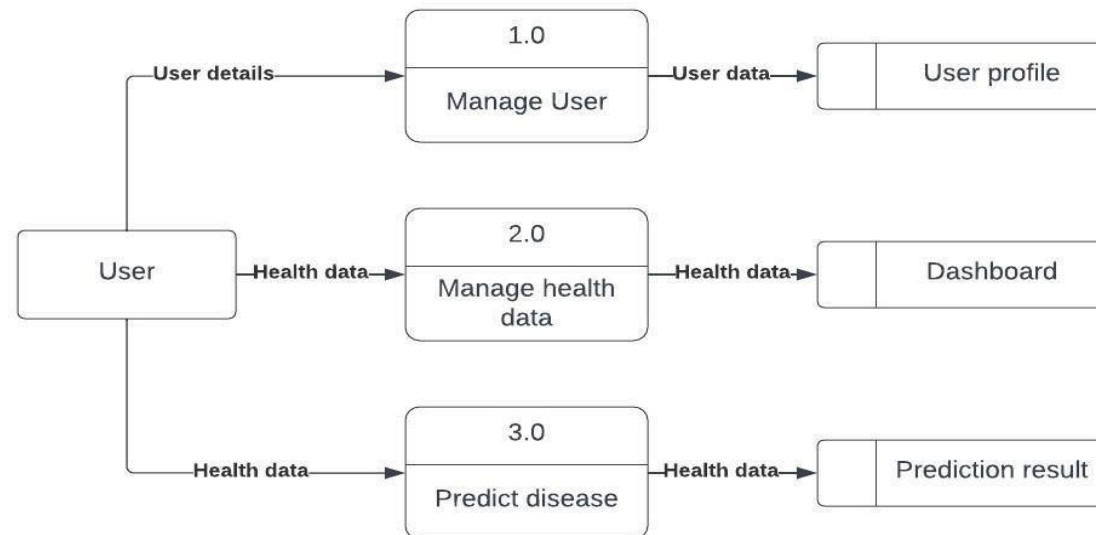 1.0
User details
User data
User profile
Manage User
2.0
User
Health data
Health data
Dashboard
Manage health
data
3.0
Health data
Health data
Prediction result
Predict disease